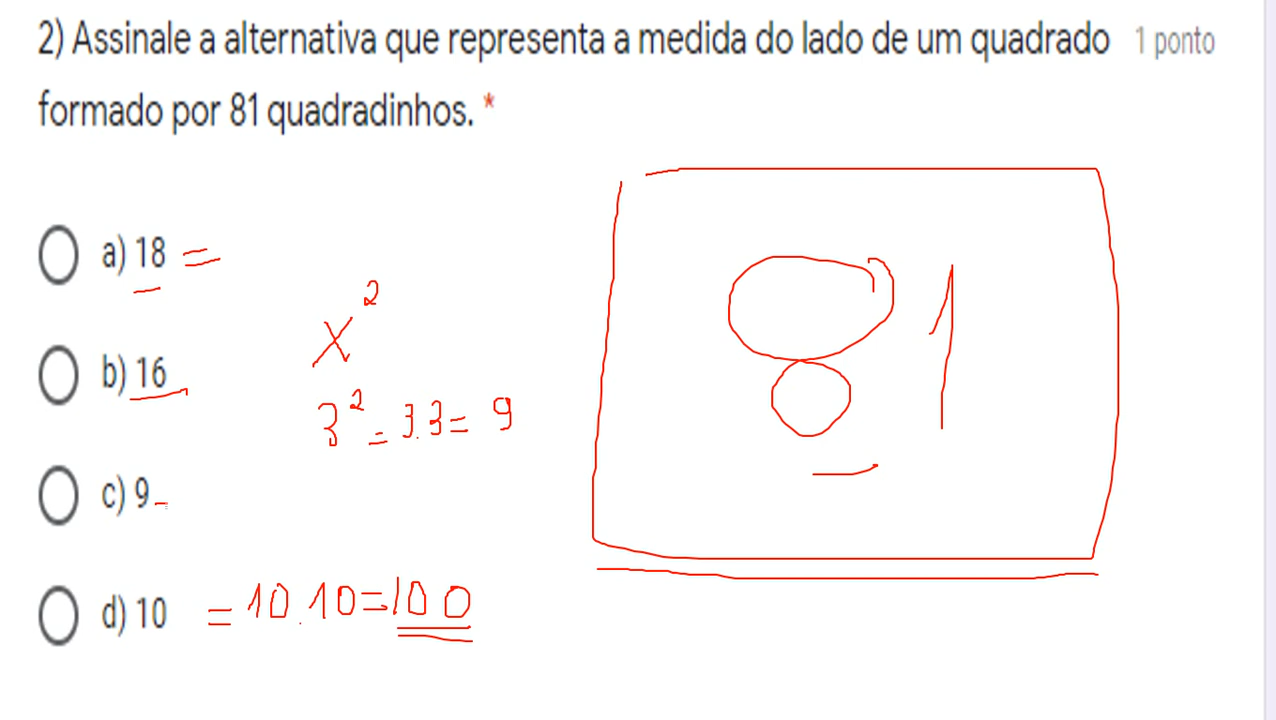 2) Assinale a alternativa que representa a medida do lado de um quadrado 1 ponto
formado por 81 quadradinhos. *
a) 18 =
x²
81
b) 16
3² = 3.3 = 9
c) 9 -
d) 10 = 10.10 = 100